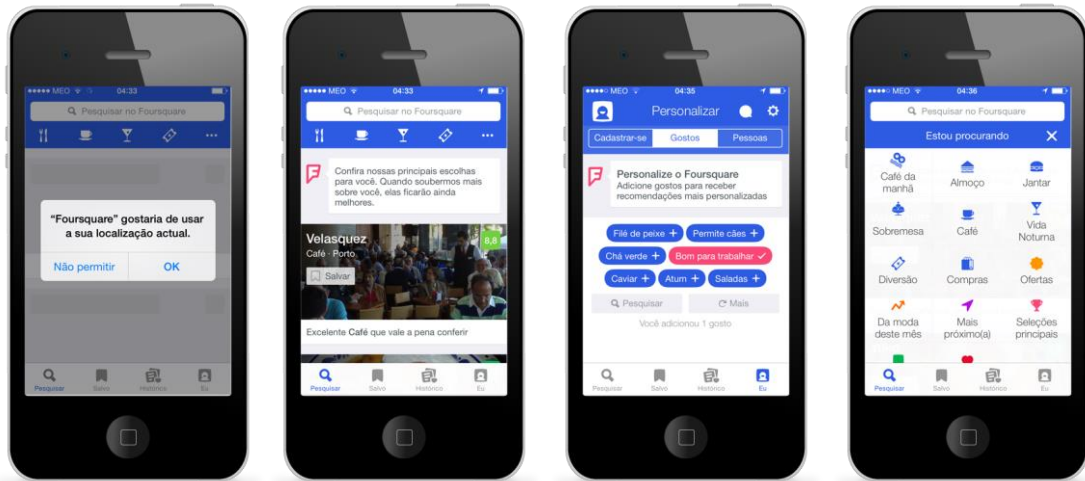 MEO 04:33
Pesquisar no Foursquare
“Foursquare” gostaria de usar
a sua localização actual.
Não permitir OK
Pesquisar Salvo Histórico Eu
MEO 04:33
Pesquisar no Foursquare
Confira nossas principais escolhas
para você. Quando soubermos mais
sobre você, elas ficarão ainda
melhores.
Velasquez
Café · Porto
8,8
Salvar
Excelente Café que vale a pena conferir
Pesquisar Salvo Histórico Eu
MEO 04:35
Personalizar
Cadastrar-se Gostos Pessoas
Personalize o Foursquare
Adicione gostos para receber
recomendações mais personalizadas
Filé de peixe + Permite cães +
Chá verde + Bom para trabalhar ✓
Caviar + Atum + Saladas +
Pesquisar Mais
Você adicionou 1 gosto
Pesquisar Salvo Histórico Eu
MEO 04:36
Pesquisar no Foursquare
Estou procurando X
Café da
manhã
Almoço
Jantar
Sobremesa
Café
Vida
Noturna
Diversão
Compras
Ofertas
Da moda
deste mês
Mais
próximo(a)
Seleções
principais
Pesquisar Salvo Histórico Eu